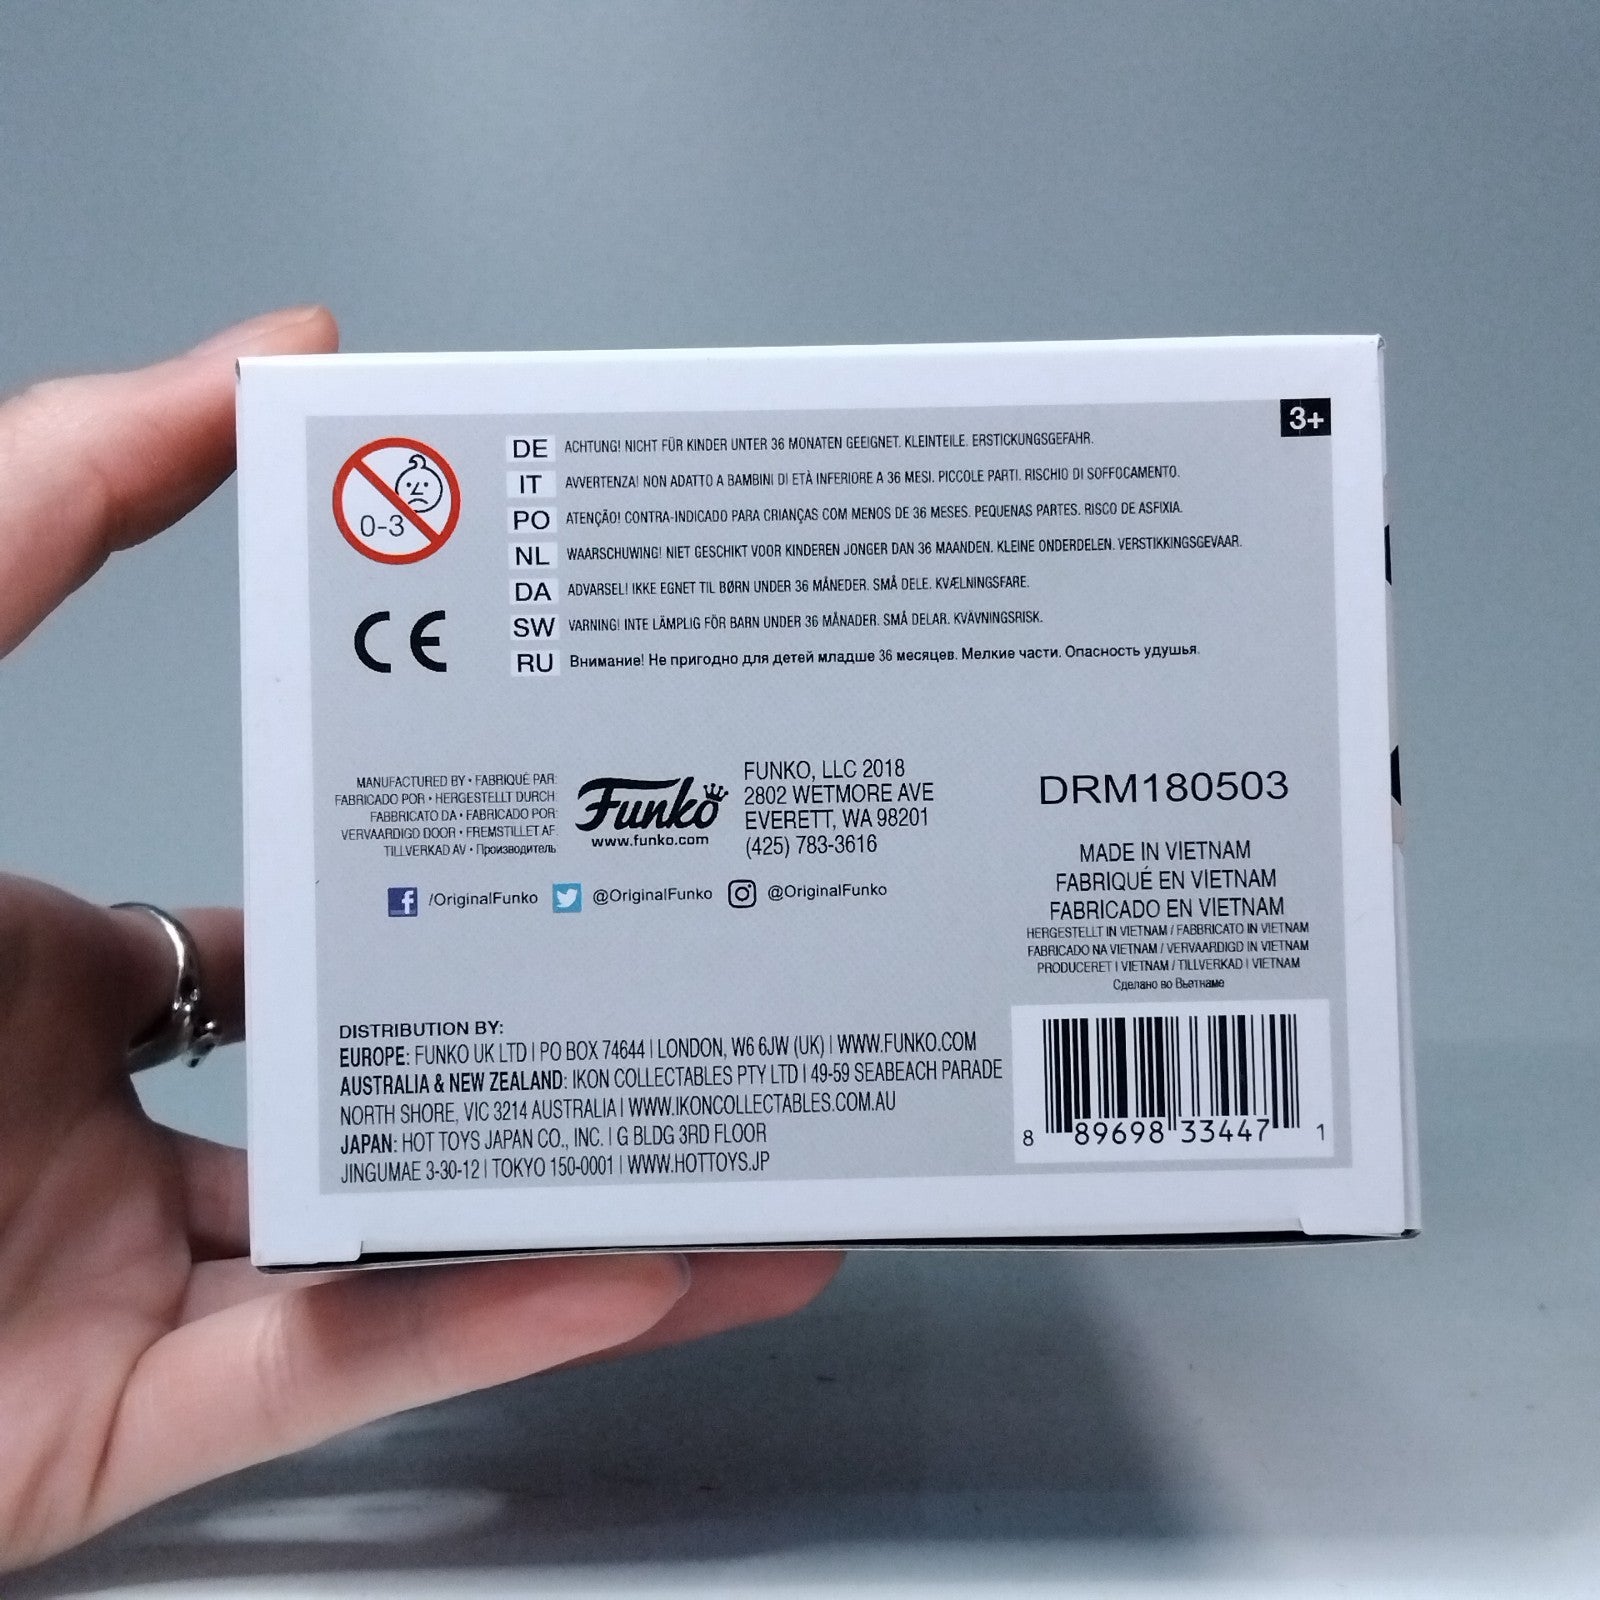 3+
0-3
DE ACHTUNG! NICHT FÜR KINDER UNTER 36 MONATEN GEEIGNET. KLEINTEILE. ERSTICKUNGSGEFAHR.
IT AVVERTENZA! NON ADATTO A BAMBINI DI ETÀ INFERIORE A 36 MESI. PICCOLE PARTI. RISCHIO DI SOFFOCAMENTO.
PO ATENÇÃO! CONTRA-INDICADO PARA CRIANÇAS COM MENOS DE 36 MESES. PEQUENAS PARTES. RISCO DE ASFIXIA.
NL WAARSCHUWING! NIET GESCHIKT VOOR KINDEREN JONGER DAN 36 MAANDEN. KLEINE ONDERDELEN. VERSTIKKINGSGEVAAR.
DA ADVARSEL! IKKE EGNET TIL BØRN UNDER 36 MÅNEDER. SMÅ DELE. KVÆLNINGSFARE.
SW VARNING! INTE LÄMPLIG FÖR BARN UNDER 36 MÅNADER. SMÅ DELAR. KVÄVNINGSRISK.
RU Внимание! Не пригодно для детей младше 36 месяцев. Мелкие части. Опасность удушья.
CE
MANUFACTURED BY • FABRIQUÉ PAR:
FABRICADO POR • HERGESTELLT DURCH:
FABBRICATO DA • FABRICADO POR:
VERVAARDIGD DOOR • FREMSTILLET AF:
TILLVERKAD AV • Производитель
Funko
www.funko.com
FUNKO, LLC 2018
2802 WETMORE AVE
EVERETT, WA 98201
(425) 783-3616
/OriginalFunko @OriginalFunko @OriginalFunko
DRM180503
MADE IN VIETNAM
FABRIQUÉ EN VIETNAM
FABRICADO EN VIETNAM
HERGESTELLT IN VIETNAM / FABBRICATO IN VIETNAM
FABRICADO NA VIETNAM / VERVAARDIGD IN VIETNAM
PRODUCERET I VIETNAM / TILLVERKAD I VIETNAM
Сделано во Вьетнаме
DISTRIBUTION BY:
EUROPE: FUNKO UK LTD | PO BOX 74644 | LONDON, W6 6JW (UK) | WWW.FUNKO.COM
AUSTRALIA & NEW ZEALAND: IKON COLLECTABLES PTY LTD | 49-59 SEABEACH PARADE
NORTH SHORE, VIC 3214 AUSTRALIA | WWW.IKONCOLLECTABLES.COM.AU
JAPAN: HOT TOYS JAPAN CO., INC. | G BLDG 3RD FLOOR
JINGUMAE 3-30-12 | TOKYO 150-0001 | WWW.HOTTOYS.JP
8 89698 33447 1